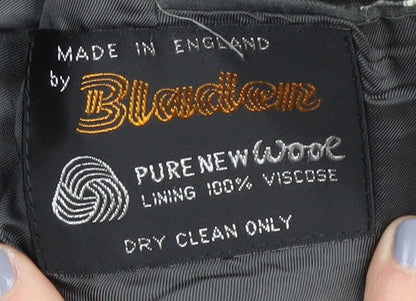 MADE IN ENGLAND
by Bladen
PURE NEW Wool
LINING 100% VISCOSE
DRY CLEAN ONLY